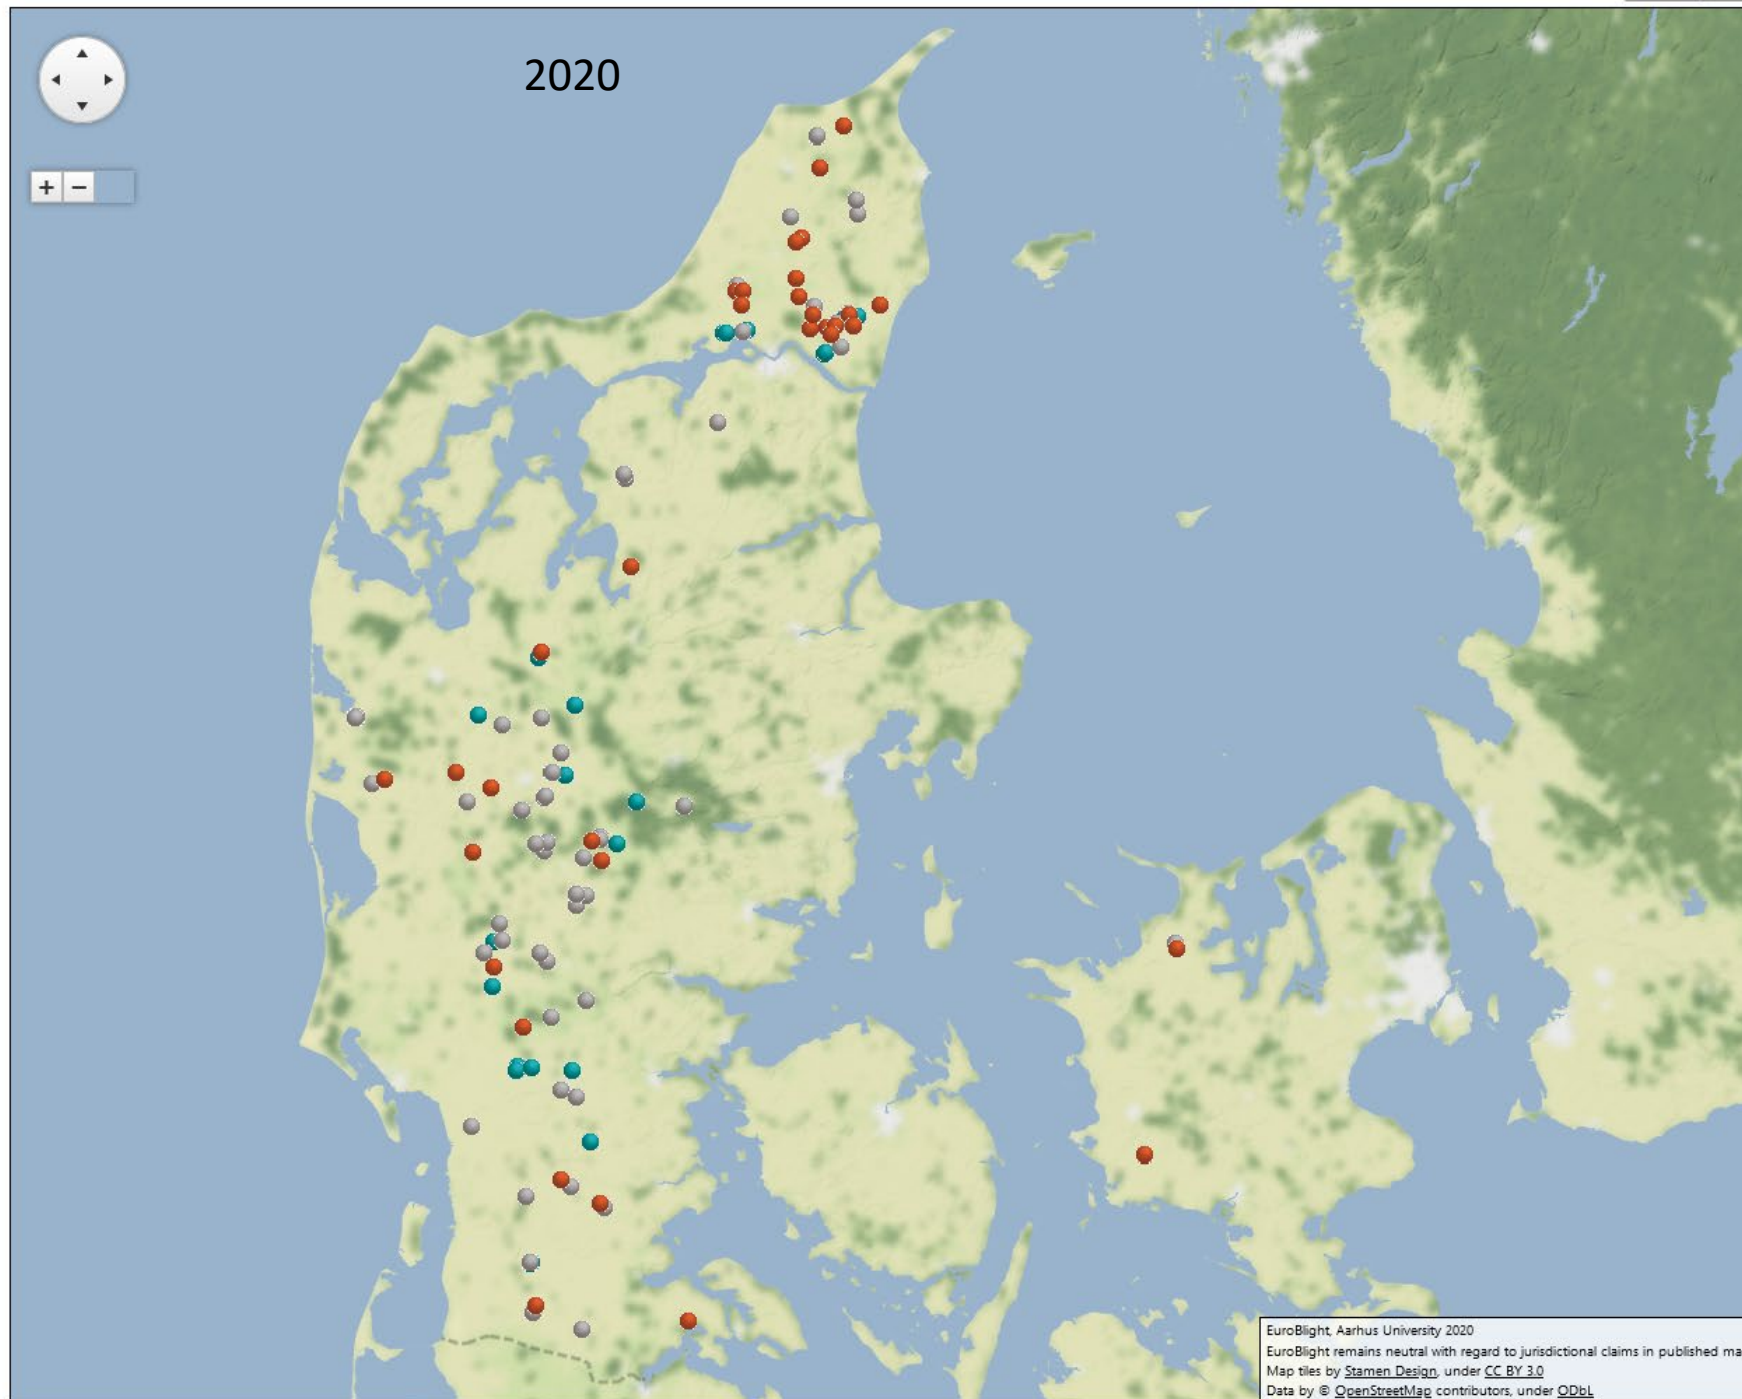 2020
+ −
EuroBlight, Aarhus University 2020
EuroBlight remains neutral with regard to jurisdictional claims in published ma
Map tiles by Stamen Design, under CC BY 3.0
Data by © OpenStreetMap contributors, under ODbL